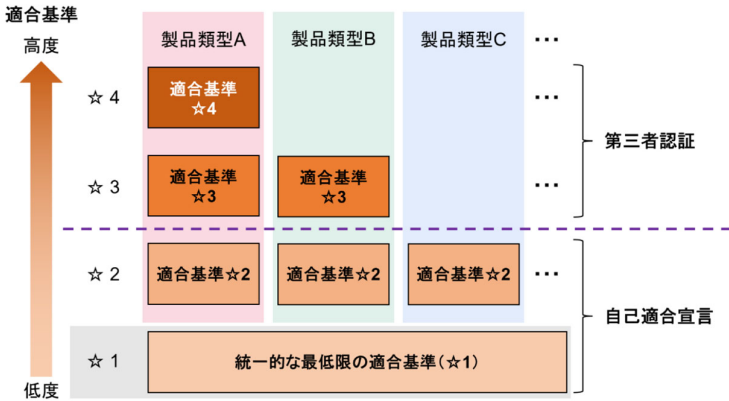 適合基準
高度
製品類型A
製品類型B
製品類型C
…
☆4
適合基準
☆4
…
☆3
適合基準
☆3
適合基準
☆3
…
第三者認証
☆2
適合基準☆2
適合基準☆2
適合基準☆2
…
自己適合宣言
☆1
統一的な最低限の適合基準(☆1)
低度